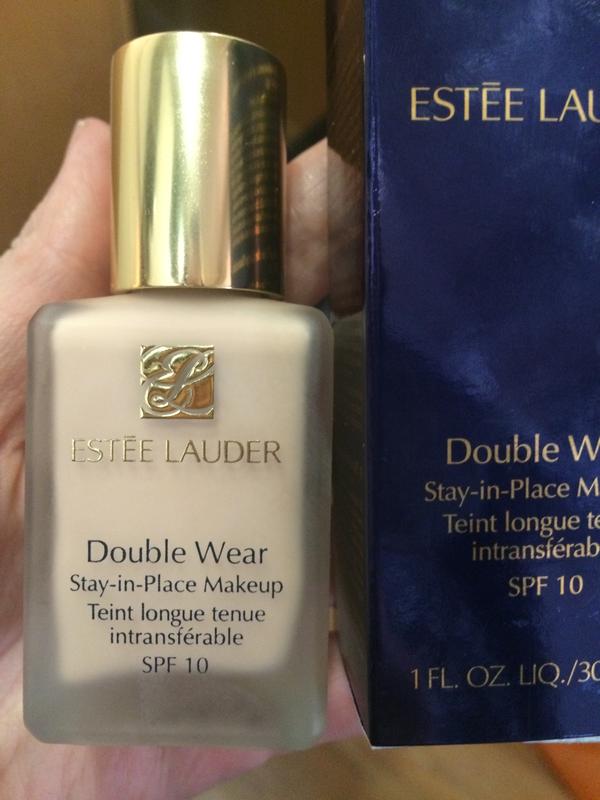 ESTĒE LAUDER
Double Wear
Stay-in-Place Makeup
Teint longue tenue
intransférable
SPF 10
ESTĒE LAU
Double W
Stay-in-Place M
Teint longue te
intransférab
SPF 10
1 FL. OZ. LIQ./30